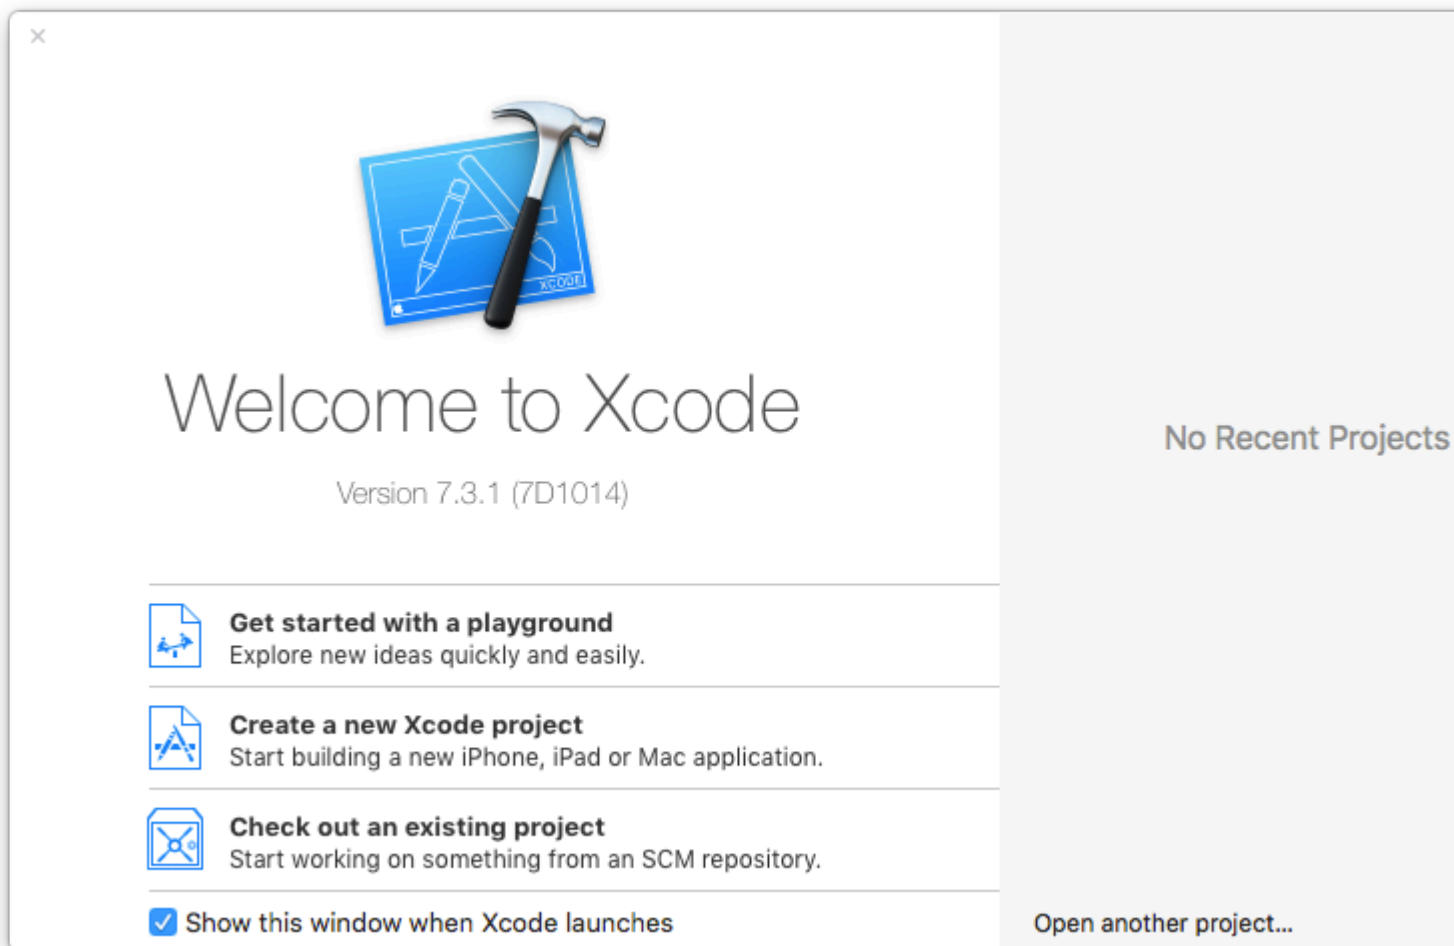 XCODE
Welcome to Xcode
Version 7.3.1 (7D1014)
Get started with a playground
Explore new ideas quickly and easily.
Create a new Xcode project
Start building a new iPhone, iPad or Mac application.
Check out an existing project
Start working on something from an SCM repository.
Show this window when Xcode launches
No Recent Projects
Open another project...